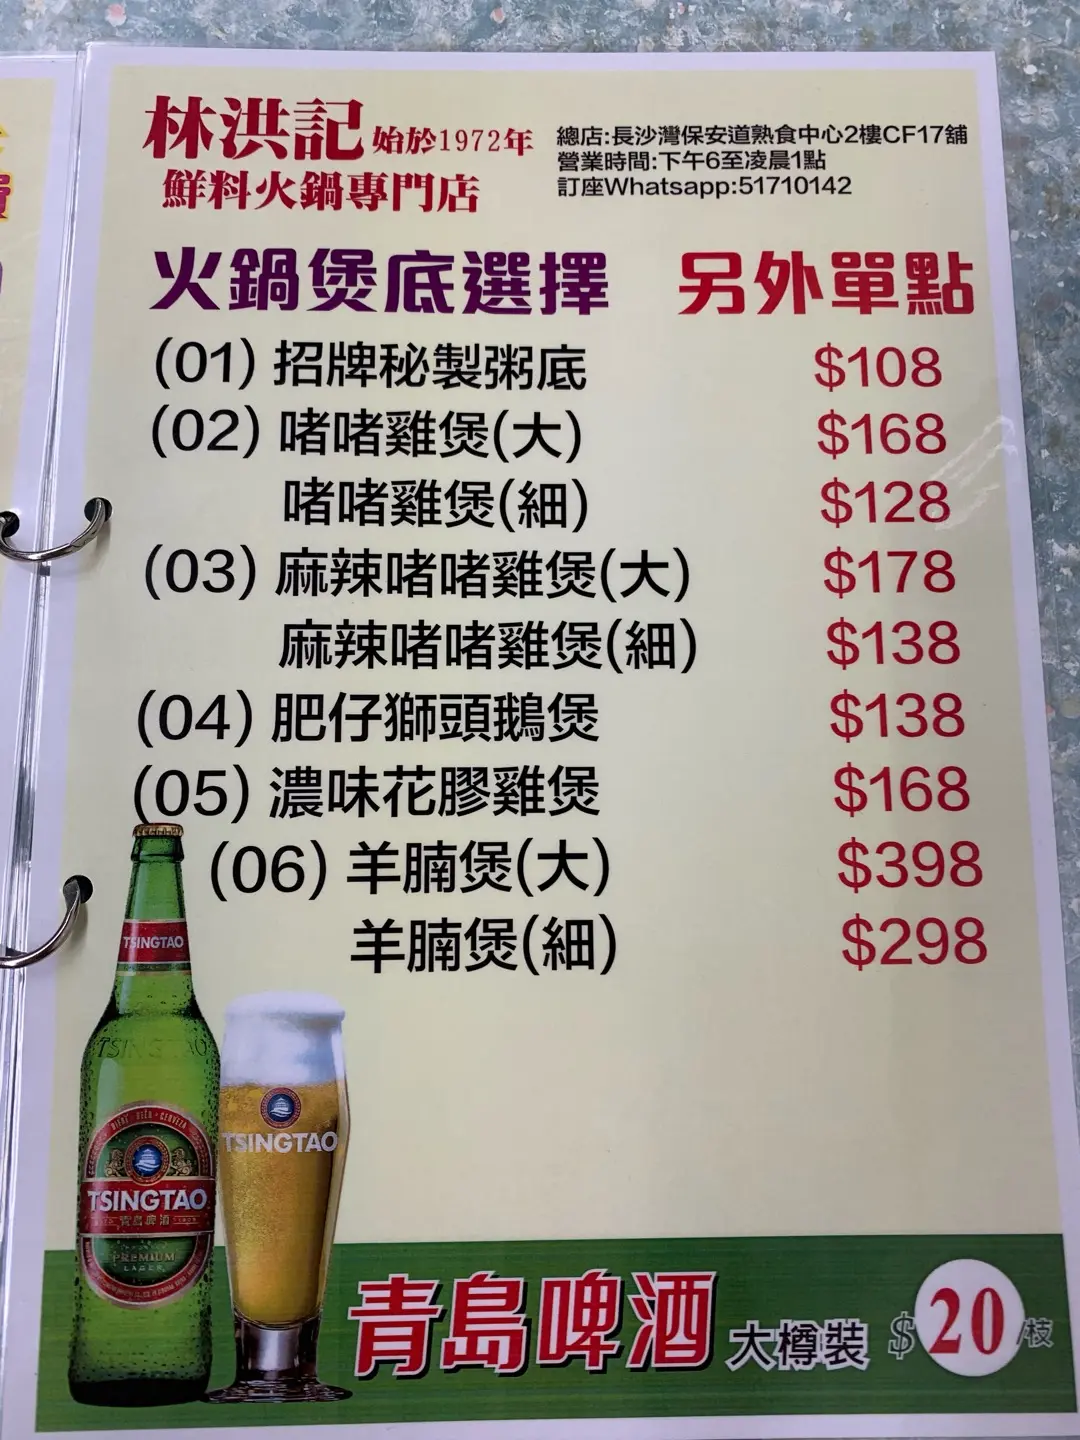 林洪記 始於1972年
鮮料火鍋專門店
總店:長沙灣保安道熟食中心2樓CF17舖
營業時間:下午6至凌晨1點
訂座Whatsapp:51710142
火鍋煲底選擇 另外單點
(01) 招牌秘製粥底 $108
(02) 啫啫雞煲(大) $168
啫啫雞煲(細) $128
(03) 麻辣啫啫雞煲(大) $178
麻辣啫啫雞煲(細) $138
(04) 肥仔獅頭鵝煲 $138
(05) 濃味花膠雞煲 $168
(06) 羊腩煲(大) $398
羊腩煲(細) $298
TSINGTAO
TSINGTAO
TSINGTAO
TSINGTAO
青島啤酒
PREMIUM
LAGER
青島啤酒 大樽裝 $20/枝